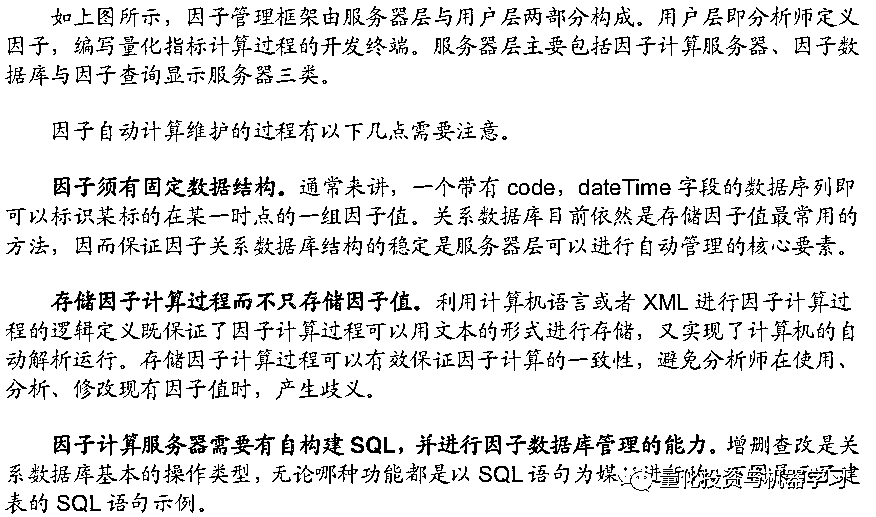 如上图所示，因子管理框架由服务器层与用户层两部分构成。用户层即分析师定义
因子，编写量化指标计算过程的开发终端。服务器层主要包括因子计算服务器、因子数
据库与因子查询显示服务器三类。
因子自动计算维护的过程有以下几点需要注意。
因子须有固定数据结构。通常来讲，一个带有 code，dateTime 字段的数据序列即
可以标识某标的在某一时点的一组因子值。关系数据库目前依然是存储因子值最常用的
方法，因而保证因子关系数据库结构的稳定是服务器层可以进行自动管理的核心要素。
存储因子计算过程而不只存储因子值。利用计算机语言或者 XML 进行因子计算过
程的逻辑定义既保证了因子计算过程可以用文本的形式进行存储，又实现了计算机的自
动解析运行。存储因子计算过程可以有效保证因子计算的一致性，避免分析师在使用、
分析、修改现有因子值时，产生歧义。
因子计算服务器需要有自构建 SQL，并进行因子数据库管理的能力。增删查改是关
系数据库基本的操作类型，无论哪种功能都是以 SQL 语句为媒 建
表的 SQL 语句示例。
量化投资与机器学习